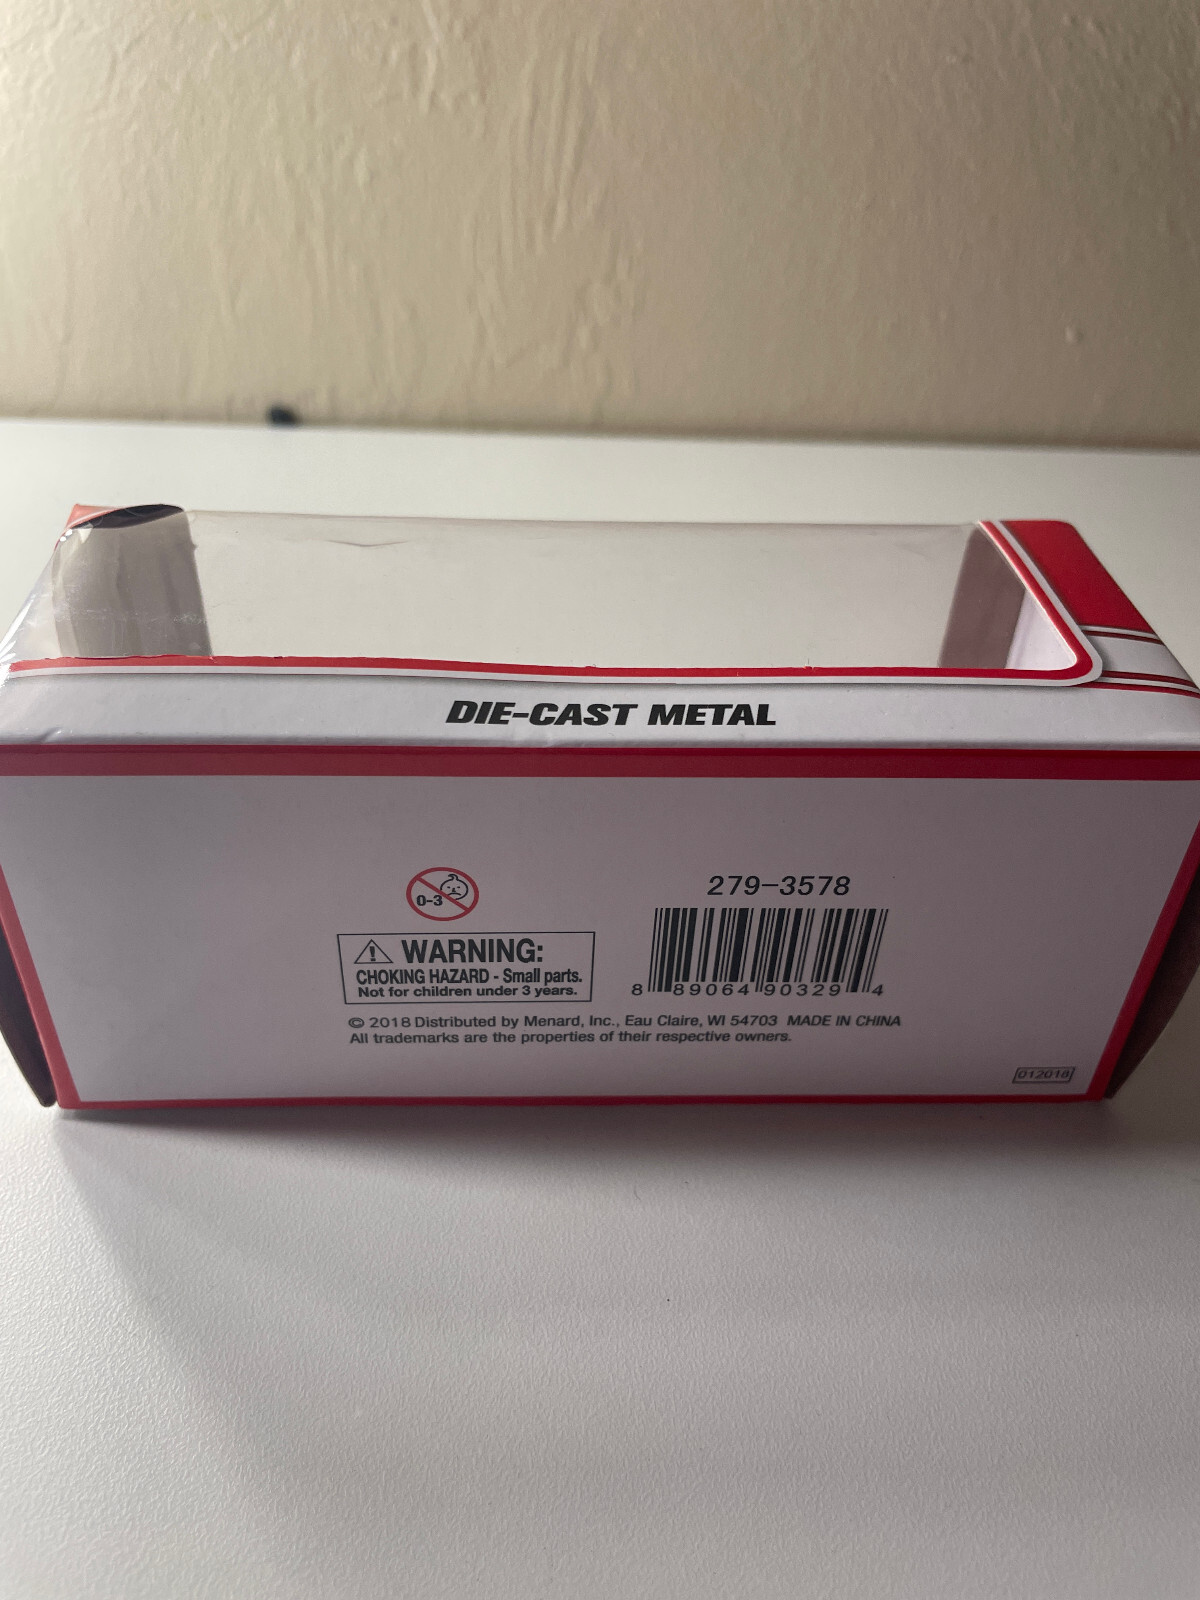 DIE-CAST METAL
0-3
WARNING:
CHOKING HAZARD - Small parts.
Not for children under 3 years.
279-3578
8 89064 90329 4
© 2018 Distributed by Menard, Inc., Eau Claire, WI 54703 MADE IN CHINA
All trademarks are the properties of their respective owners.
012018